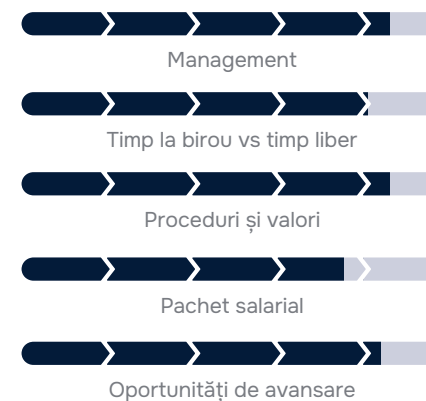 Management
Timp la birou vs timp liber
Proceduri și valori
Pachet salarial
Oportunități de avansare